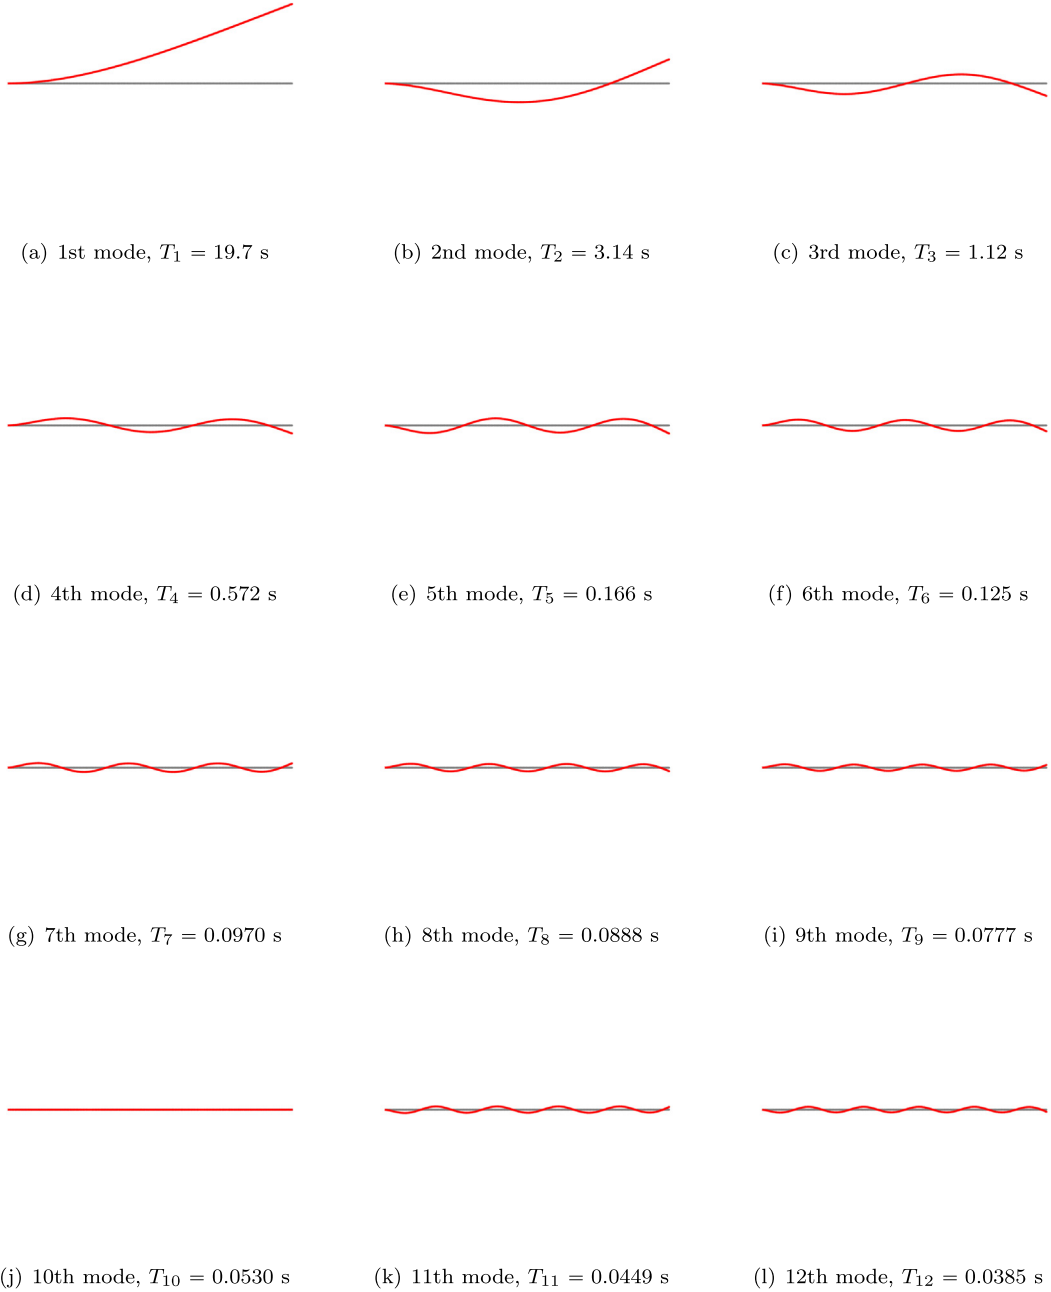 (a) 1st mode, T₁ = 19.7 s
(b) 2nd mode, T₂ = 3.14 s
(c) 3rd mode, T₃ = 1.12 s
(d) 4th mode, T₄ = 0.572 s
(e) 5th mode, T₅ = 0.166 s
(f) 6th mode, T₆ = 0.125 s
(g) 7th mode, T₇ = 0.0970 s
(h) 8th mode, T₈ = 0.0888 s
(i) 9th mode, T₉ = 0.0777 s
(j) 10th mode, T₁₀ = 0.0530 s
(k) 11th mode, T₁₁ = 0.0449 s
(l) 12th mode, T₁₂ = 0.0385 s